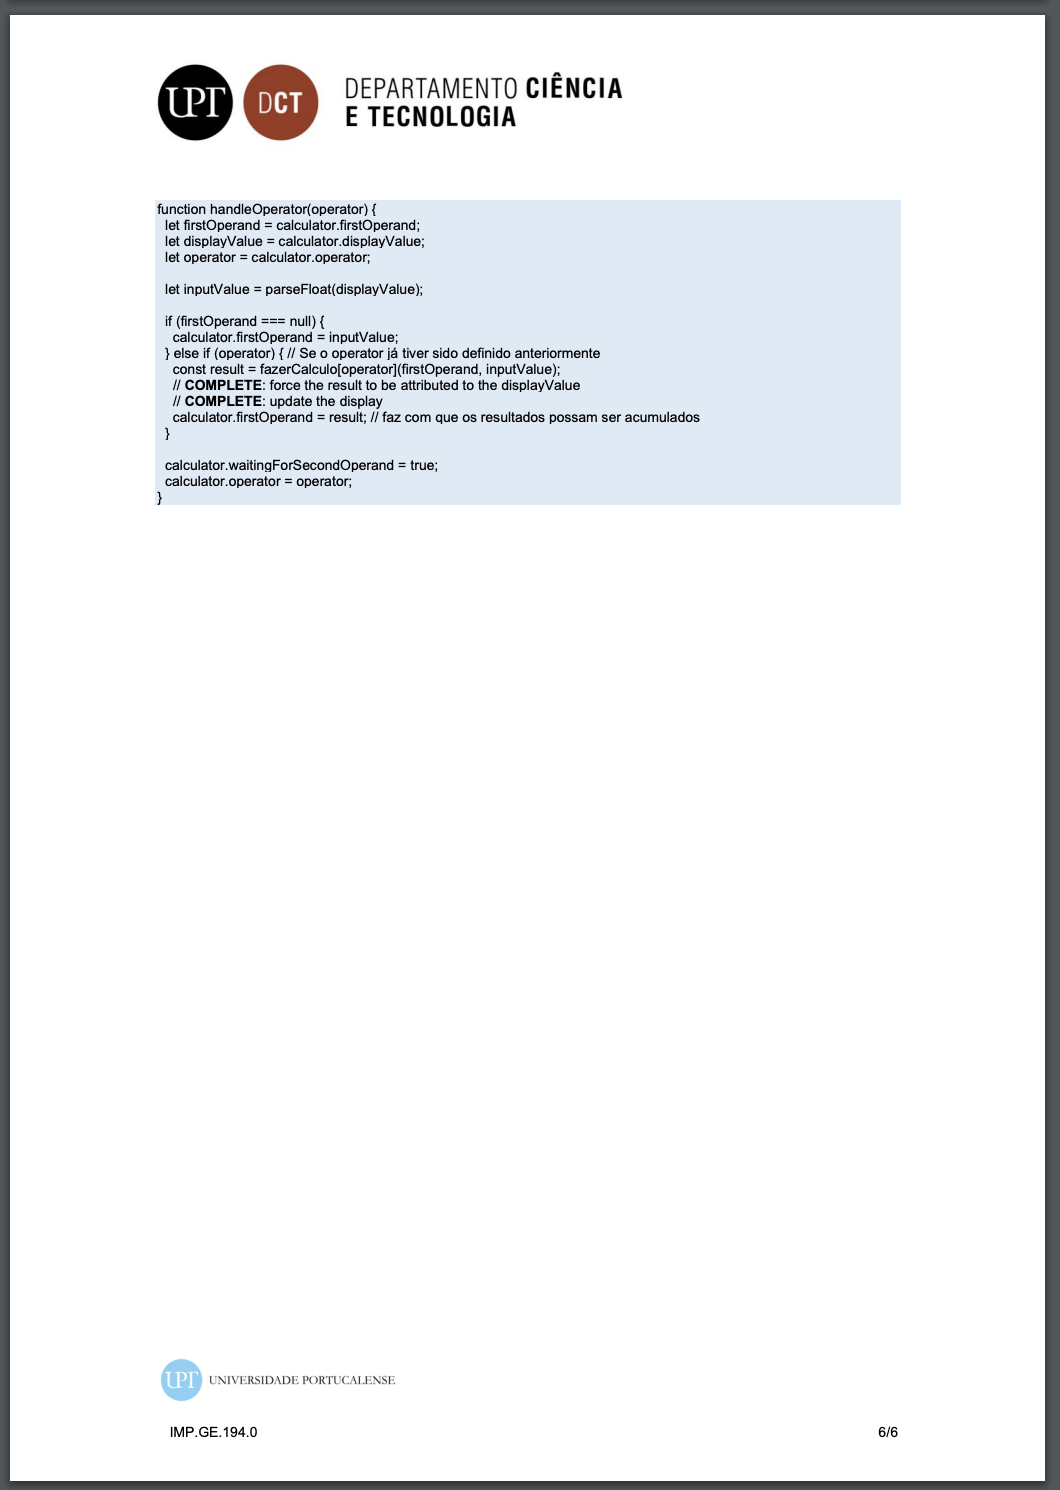 UPT DCT DEPARTAMENTO CIÊNCIA
E TECNOLOGIA
function handleOperator(operator) {
let firstOperand = calculator.firstOperand;
let displayValue = calculator.displayValue;
let operator = calculator.operator;
let inputValue = parseFloat(displayValue);
if (firstOperand === null) {
calculator.firstOperand = inputValue;
} else if (operator) { // Se o operator já tiver sido definido anteriormente
const result = fazerCalculo[operator](firstOperand, inputValue);
// COMPLETE: force the result to be attributed to the displayValue
// COMPLETE: update the display
calculator.firstOperand = result; // faz com que os resultados possam ser acumulados
}
calculator.waitingForSecondOperand = true;
calculator.operator = operator;
}
UPT UNIVERSIDADE PORTUCALENSE
IMP.GE.194.0 6/6